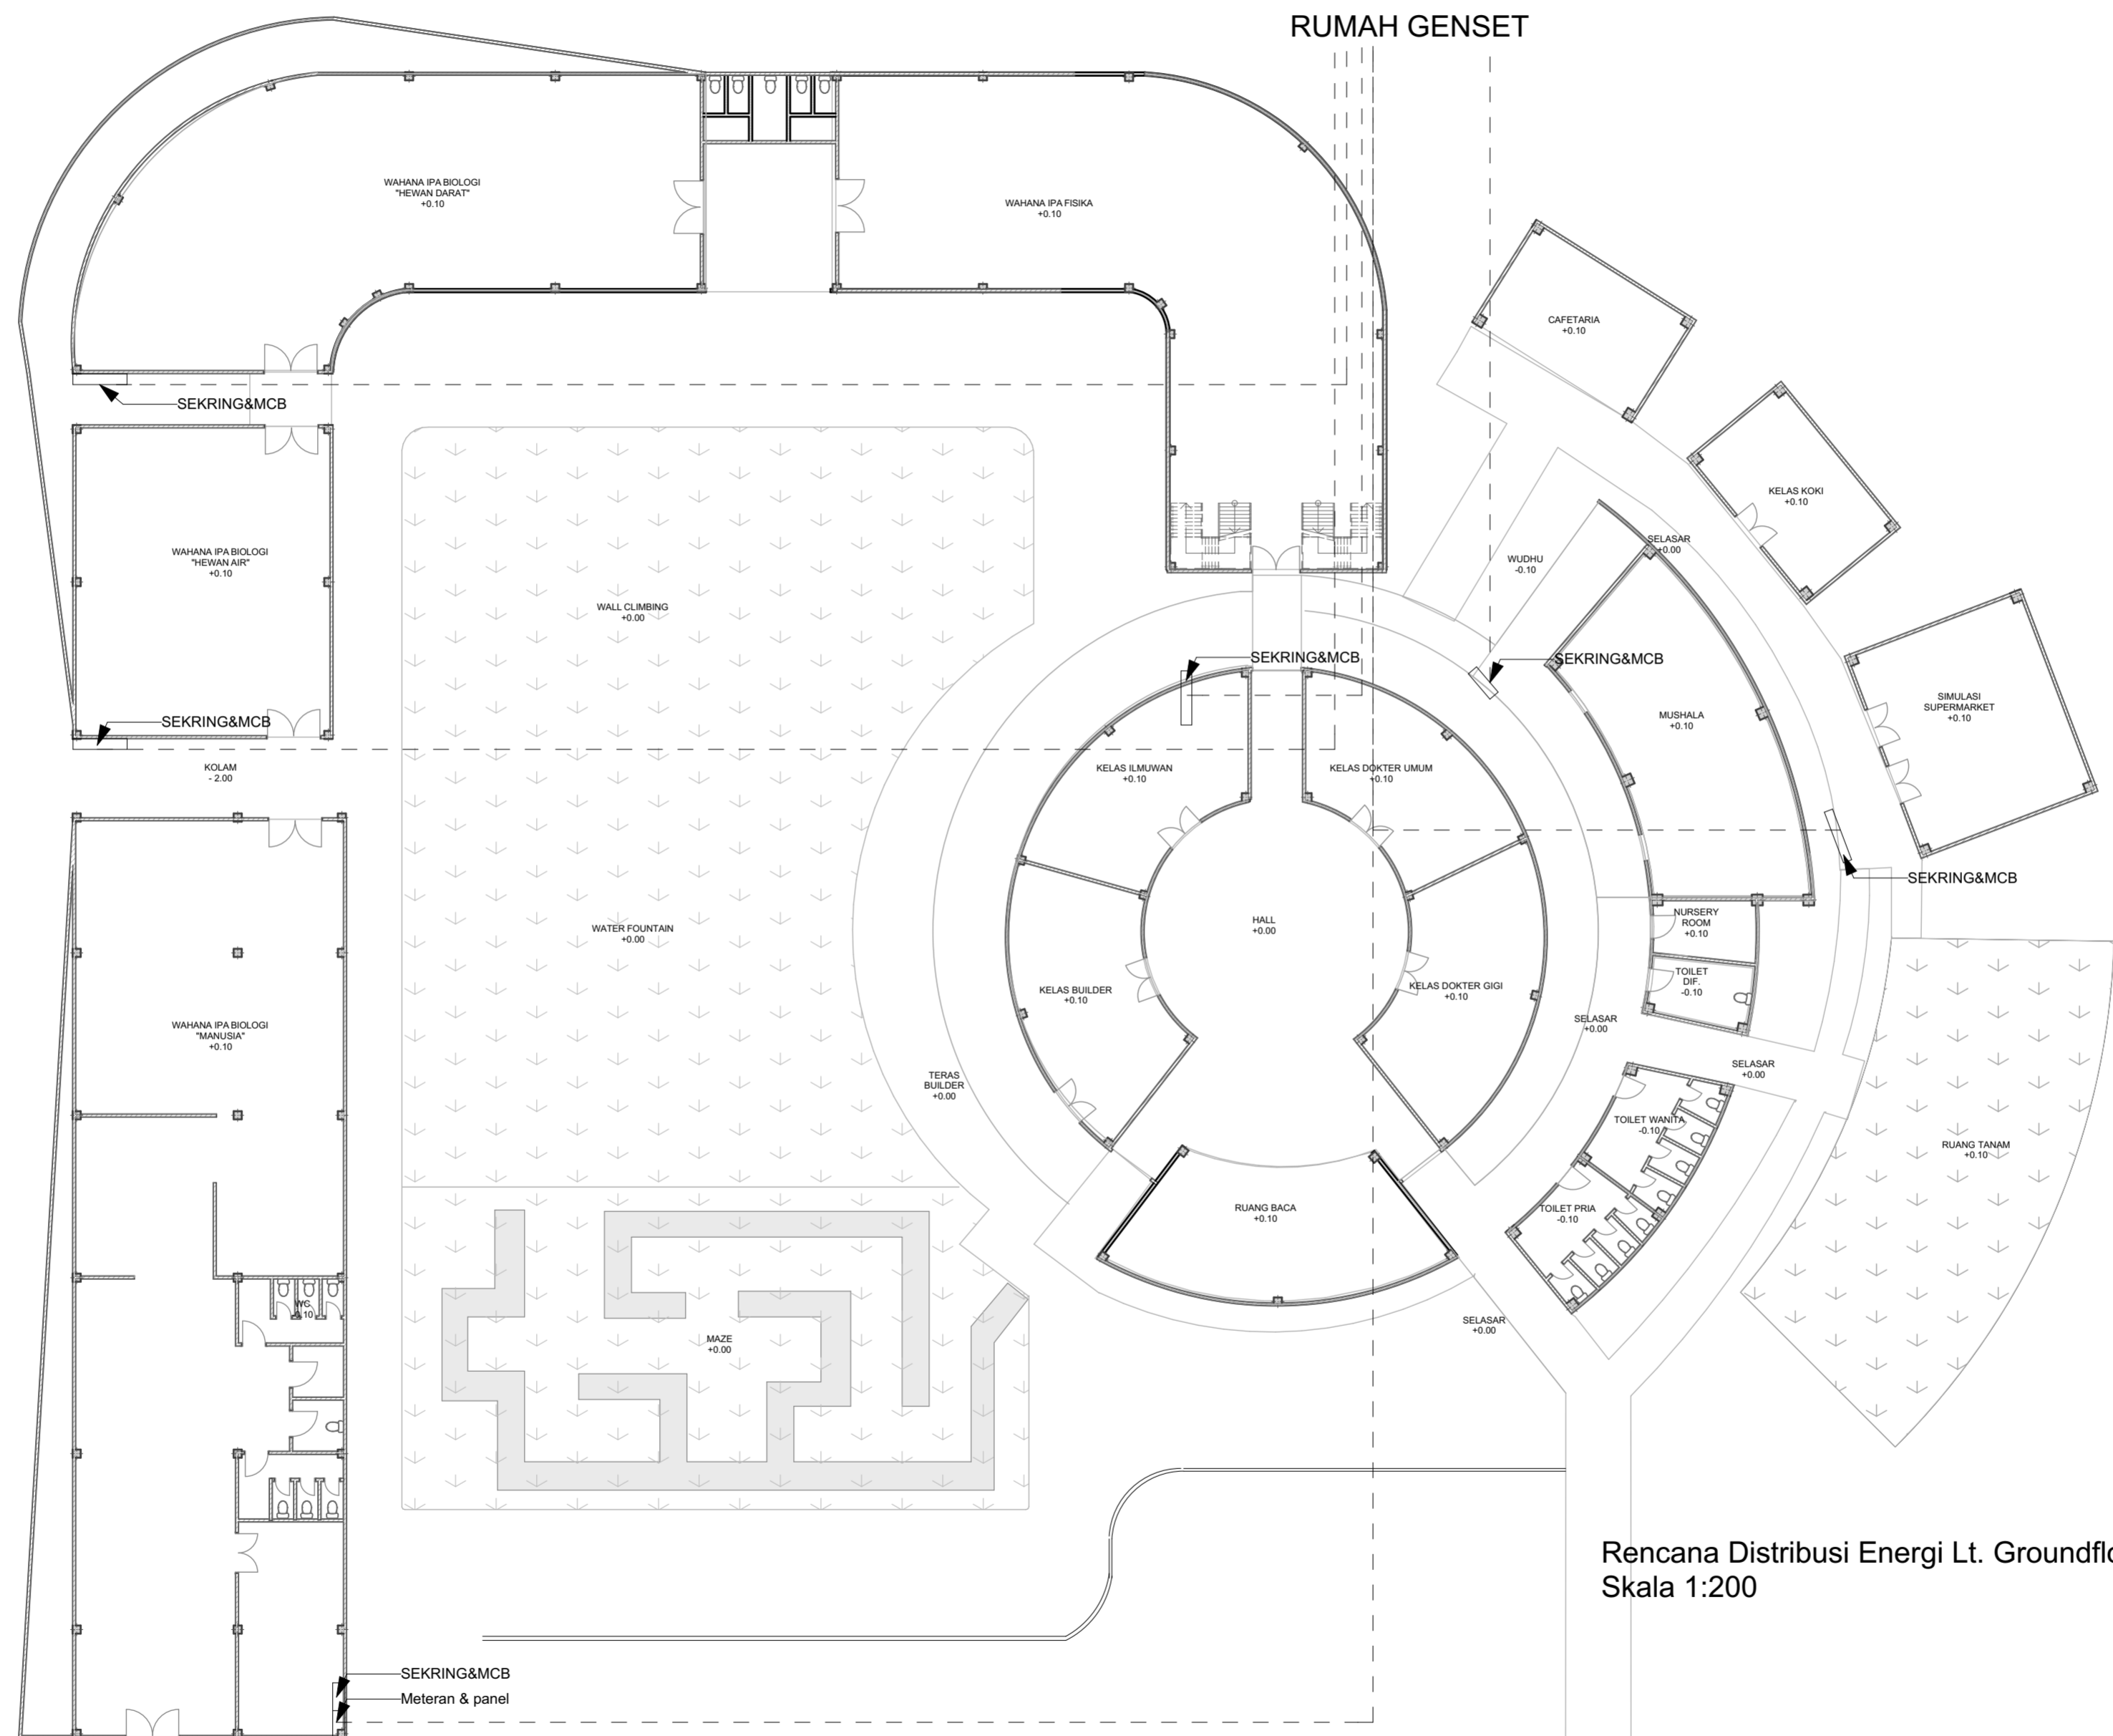 RUMAH GENSET
WAHANA IPA BIOLOGI
"HEWAN DARAT"
+0.10
WAHANA IPA FISIKA
+0.10
CAFETARIA
+0.10
SEKRING&MCB
KELAS KOKI
+0.10
SELASAR
+0.00
WUDHU
-0.10
WAHANA IPA BIOLOGI
"HEWAN AIR"
+0.10
WALL CLIMBING
+0.00
SEKRING&MCB
SEKRING&MCB
SIMULASI
SUPERMARKET
+0.10
MUSHALA
+0.10
SEKRING&MCB
KOLAM
- 2.00
KELAS ILMUWAN
+0.10
KELAS DOKTER UMUM
+0.10
SEKRING&MCB
HALL
+0.00
WATER FOUNTAIN
+0.00
NURSERY
ROOM
+0.10
TOILET
DIF.
-0.10
KELAS BUILDER
+0.10
KELAS DOKTER GIGI
+0.10
SELASAR
+0.00
WAHANA IPA BIOLOGI
"MANUSIA"
+0.10
SELASAR
+0.00
TERAS
BUILDER
+0.00
TOILET WANITA
-0.10
RUANG TANAM
+0.10
RUANG BACA
+0.10
TOILET PRIA
-0.10
WC
SELASAR
+0.00
MAZE
+0.00
Rencana Distribusi Energi Lt. Groundflo
Skala 1:200
SEKRING&MCB
Meteran & panel